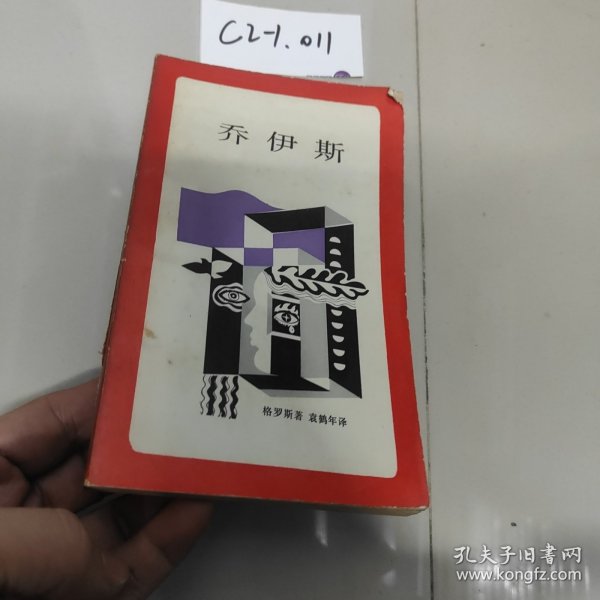 C2-1.011
乔伊斯
格罗斯著 袁鹤年译
孔夫子旧书网
www.kongfz.com